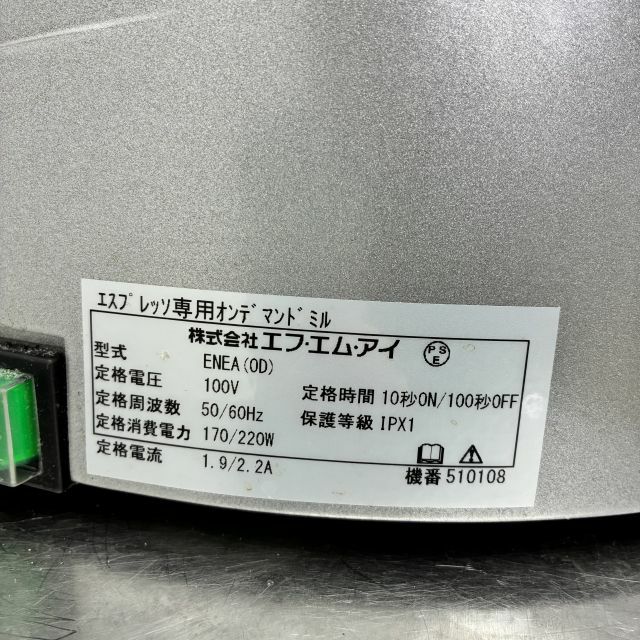 エスプレッソ専用オンデマンドミル
株式会社エフ・エム・アイ
PSE
型式 ENEA(OD)
定格電圧 100V
定格時間 10秒ON/100秒OFF
定格周波数 50/60Hz
保護等級 IPX1
定格消費電力 170/220W
定格電流 1.9/2.2A
機番 510108